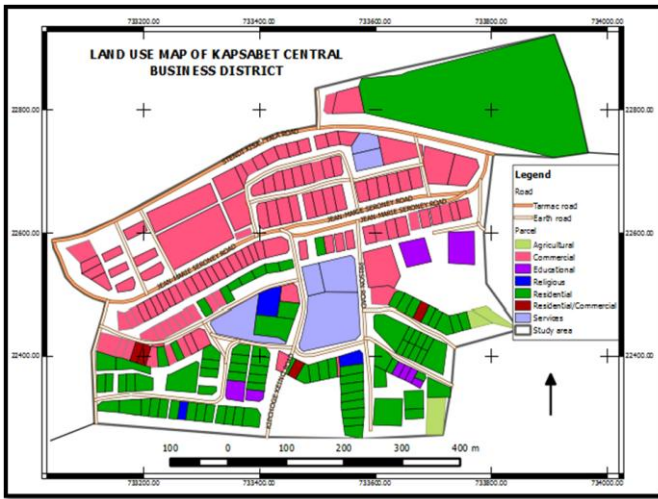 733200.00 733400.00 733600.00 733800.00 734000.00
LAND USE MAP OF KAPSABET CENTRAL
BUSINESS DISTRICT
22800.00 22800.00
JEAN-MARIE SERONEY ROAD
JEAN-MARIE SERONEY ROAD
JEAN-MARIE SERONEY ROAD
22600.00 22600.00
22400.00 22400.00
Legend
Road
Tarmac road
Earth road
Parcel
Agricultural
Commercial
Educational
Religious
Residential
Residential/Commercial
Services
Study area
100 0 100 200 300 400 m
733200.00 733400.00 733600.00 733800.00 734000.00